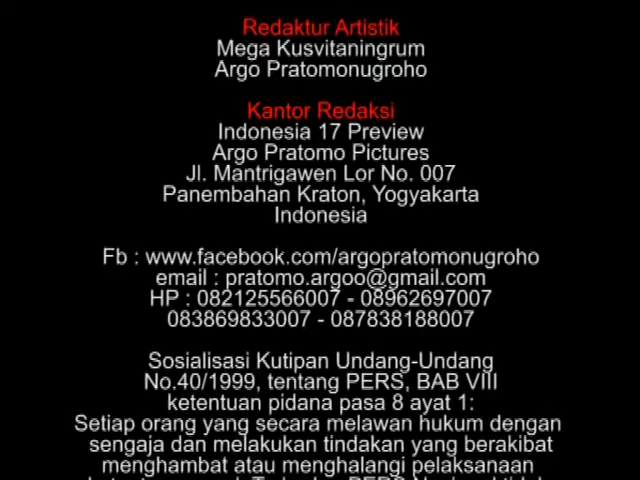 Redaktur Artistik
Mega Kusvitaningrum
Argo Pratomonugroho
Kantor Redaksi
Indonesia 17 Preview
Argo Pratomo Pictures
Jl. Mantrigawen Lor No. 007
Panembahan Kraton, Yogyakarta
Indonesia
Fb : www.facebook.com/argopratomonugroho
email : pratomo.argoo@gmail.com
HP : 082125566007 - 08962697007
083869833007 - 087838188007
Sosialisasi Kutipan Undang-Undang
No.40/1999, tentang PERS, BAB VIII
ketentuan pidana pasa 8 ayat 1:
Setiap orang yang secara melawan hukum dengan
sengaja dan melakukan tindakan yang berakibat
menghambat atau menghalangi pelaksanaan